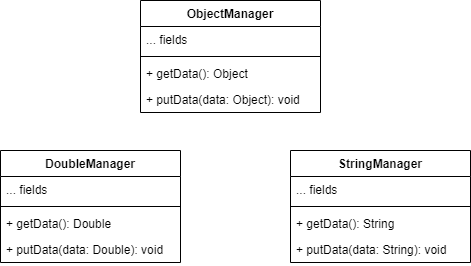 ObjectManager
... fields
+ getData(): Object
+ putData(data: Object): void
DoubleManager
... fields
+ getData(): Double
+ putData(data: Double): void
StringManager
... fields
+ getData(): String
+ putData(data: String): void